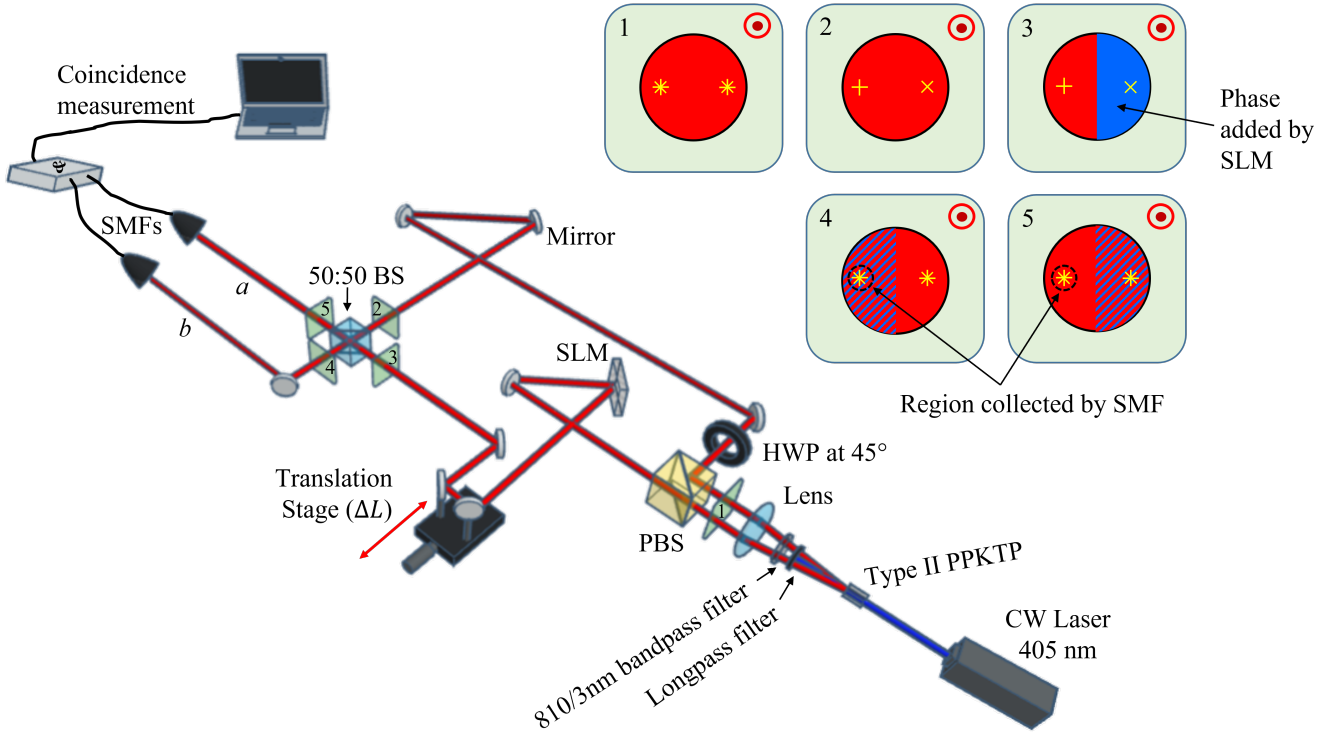 1
2
3
Coincidence
measurement
Phase
added by
SLM
&
SMFs
4
5
Mirror
50:50 BS
a
b
5
2
4
3
SLM
Region collected by SMF
HWP at 45°
Translation
Stage (ΔL)
Lens
1
PBS
Type II PPKTP
810/3nm bandpass filter
Longpass filter
CW Laser
405 nm